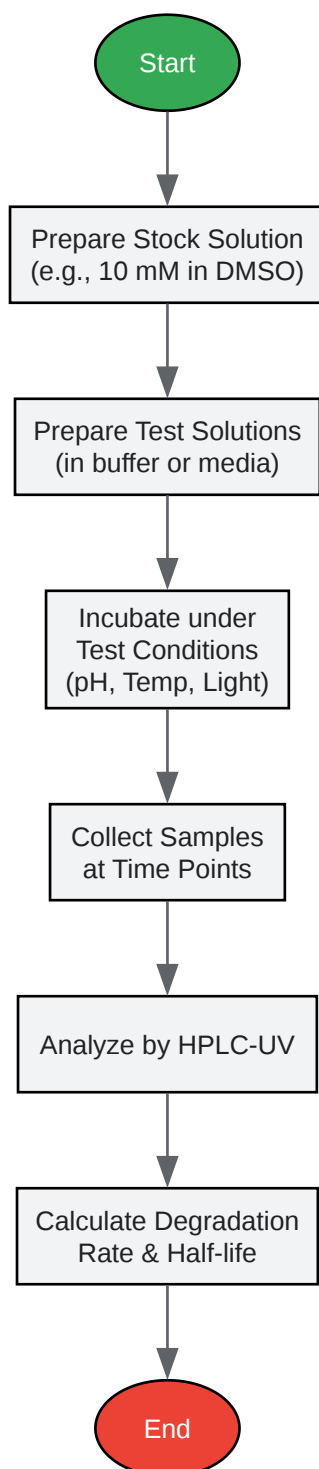 Start
Prepare Stock Solution
(e.g., 10 mM in DMSO)
Prepare Test Solutions
(in buffer or media)
Incubate under
Test Conditions
(pH, Temp, Light)
Collect Samples
at Time Points
Analyze by HPLC-UV
Calculate Degradation
Rate & Half-life
End